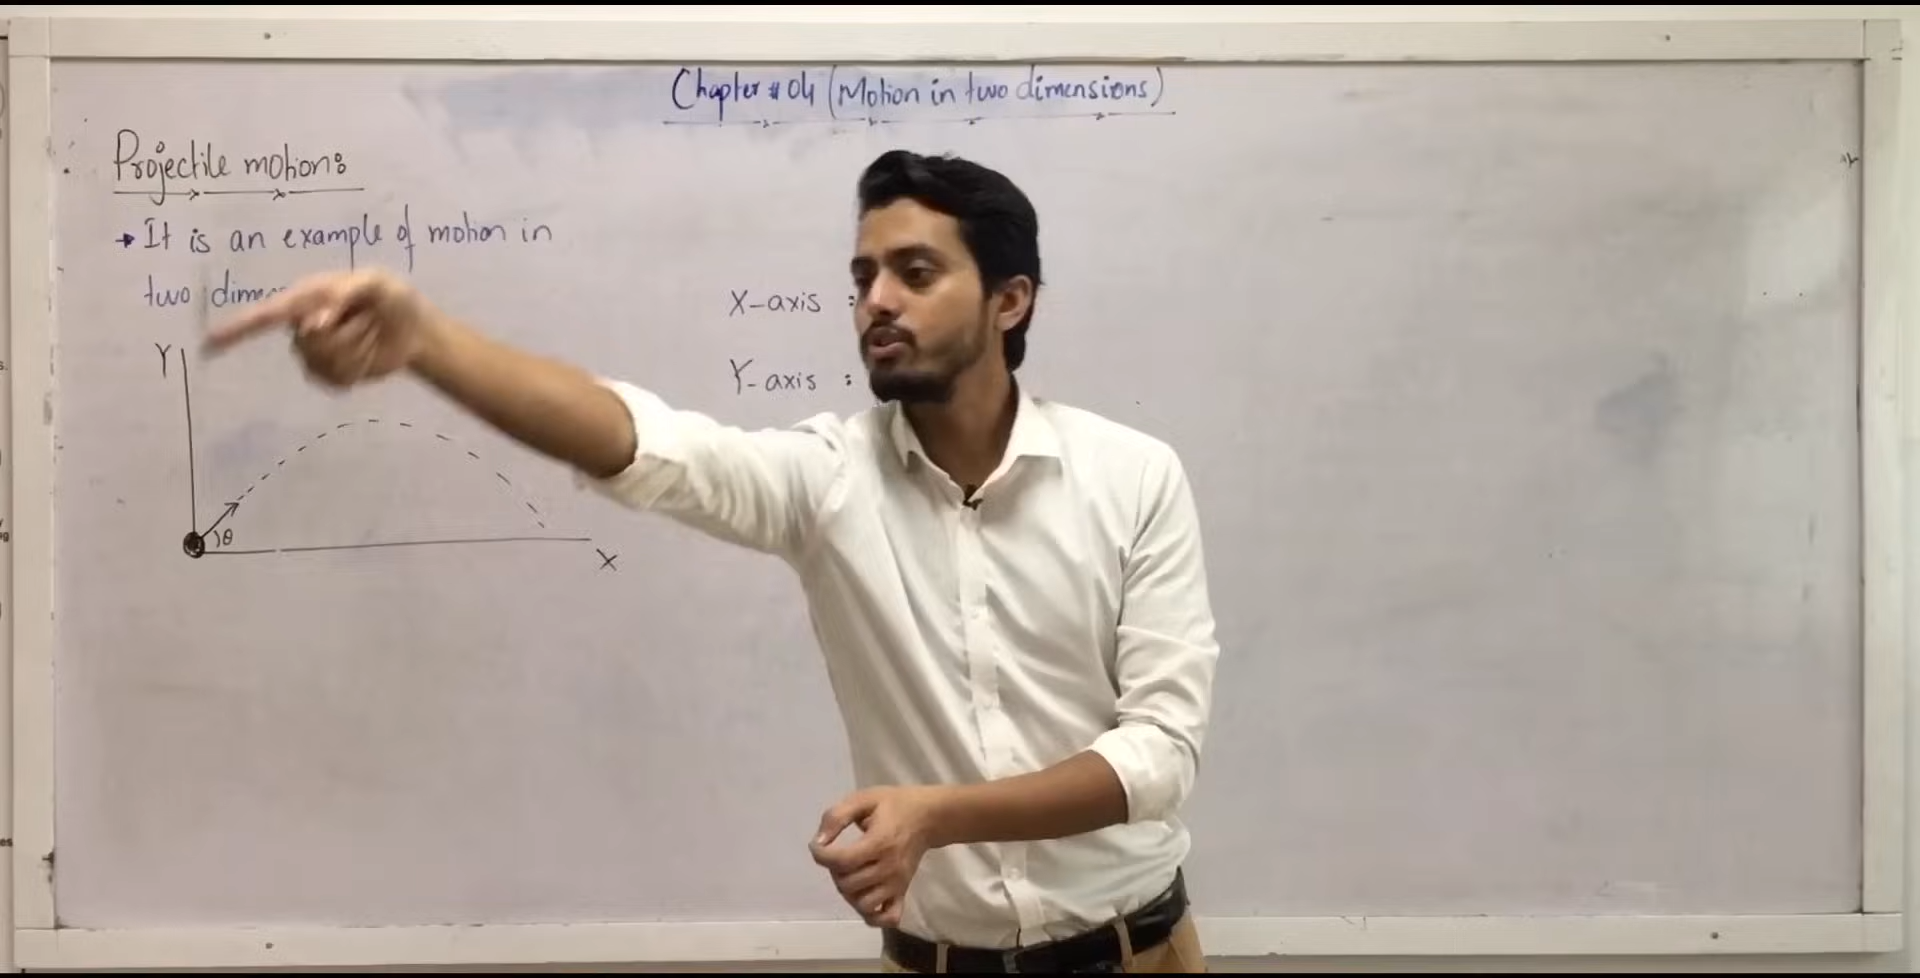 Chapter # 04 (Motion in two dimensions)
Projectile motion:
→ It is an example of motion in
two
X-axis :
Y-axis :
Y
θ
X